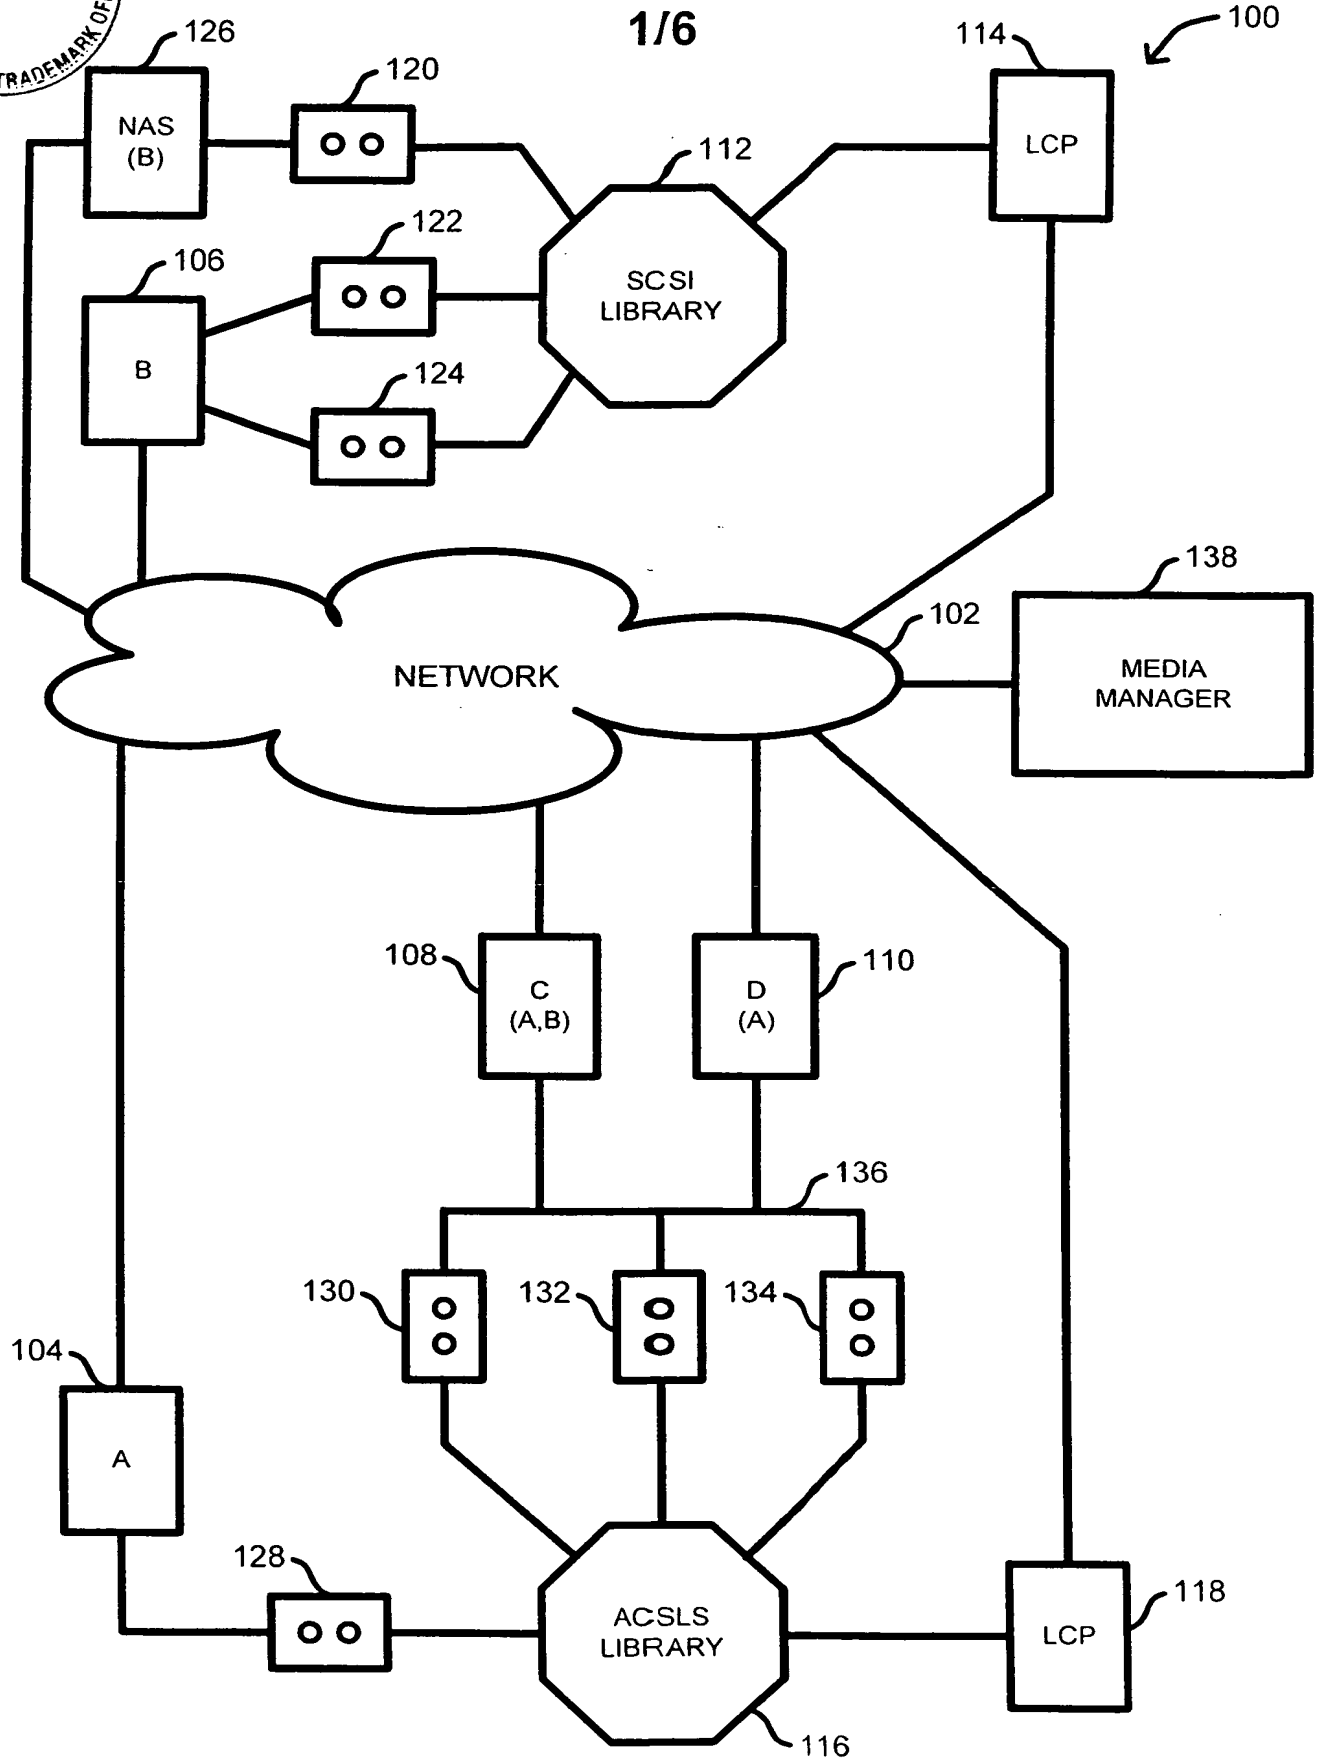 1/6
100
126
TRADEMARK OF
120
114
NAS
(B)
LCP
112
122
106
SCSI
LIBRARY
B
124
138
102
NETWORK
MEDIA
MANAGER
108
C
(A,B)
D
(A)
110
136
130
132
134
104
A
128
ACSLS
LIBRARY
LCP
118
116